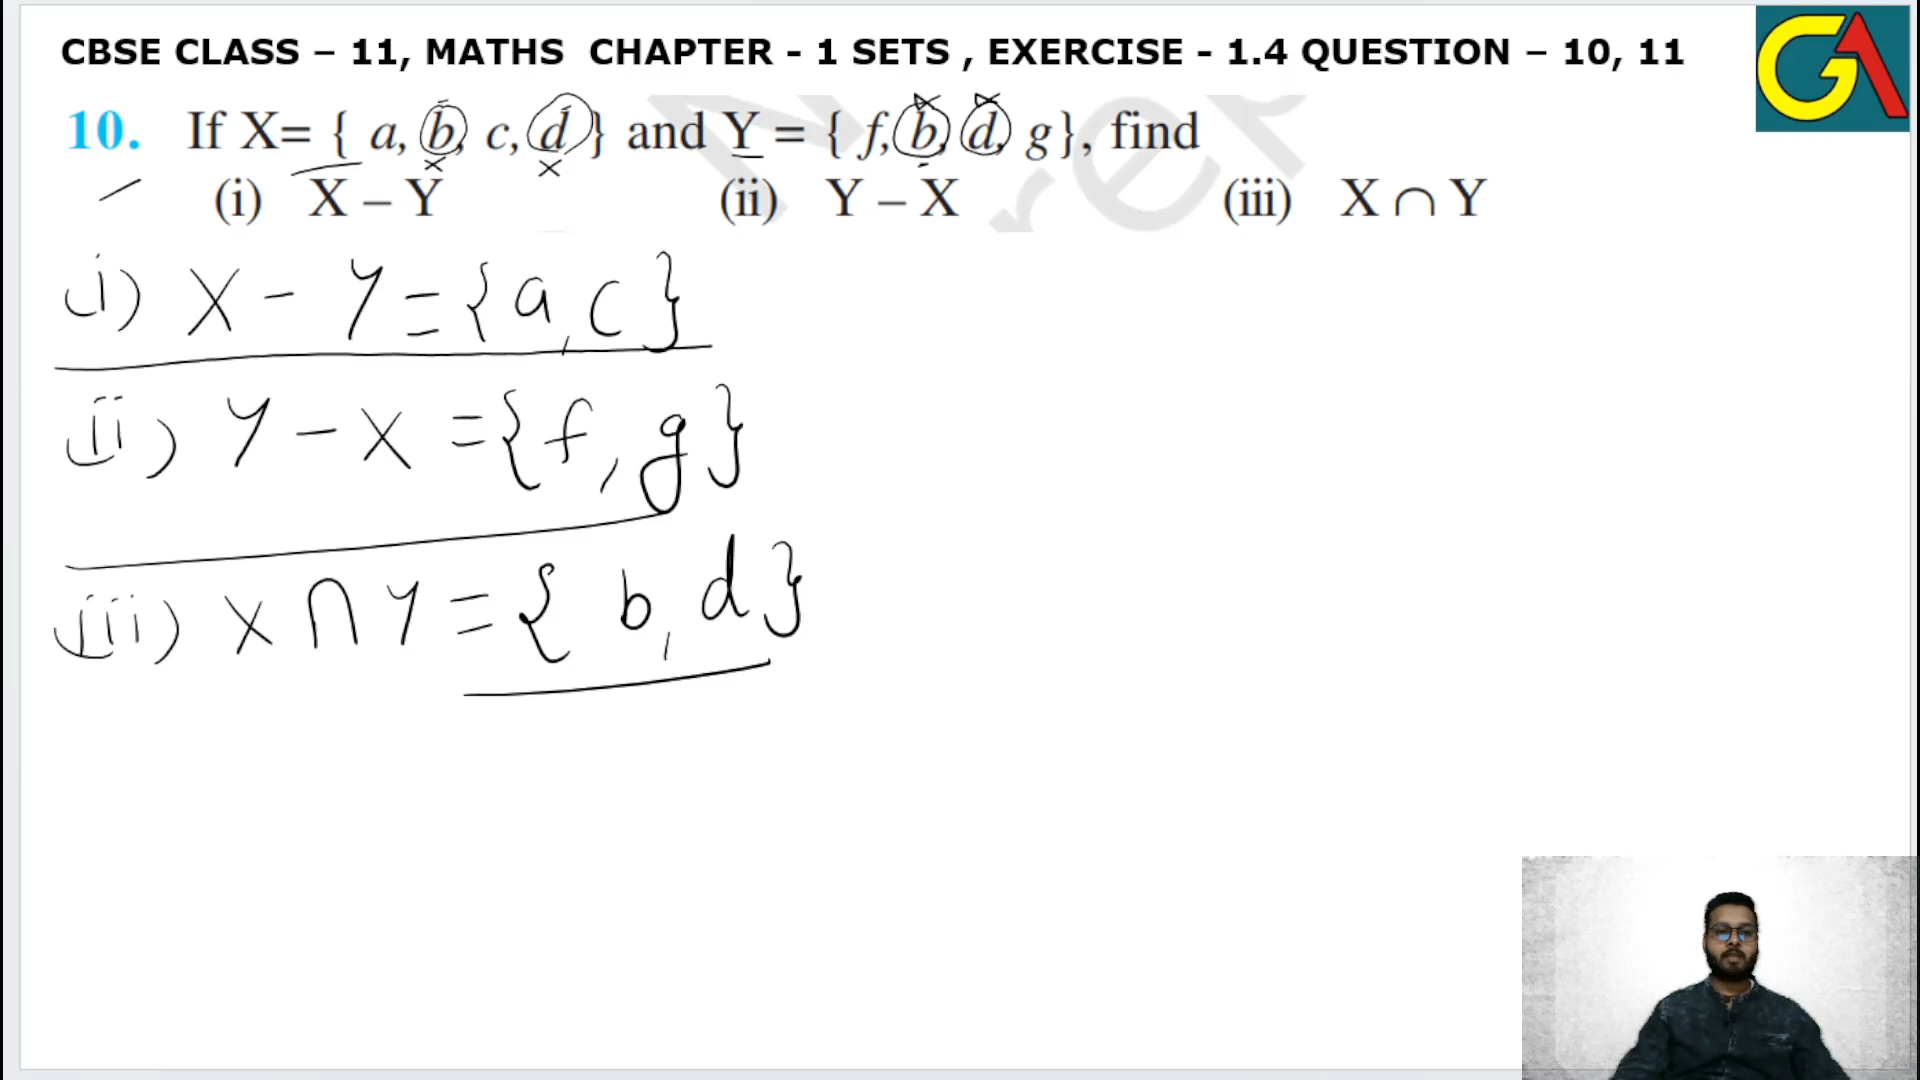 CBSE CLASS – 11, MATHS CHAPTER - 1 SETS , EXERCISE - 1.4 QUESTION – 10, 11
GA
10. If X= { a, b, c, d } and Y = { f, b, d, g}, find
(i) X – Y (ii) Y – X (iii) X ∩ Y
(i) X - Y = {a, c}
(ii) Y - X = {f, g}
(iii) X ∩ Y = { b, d}